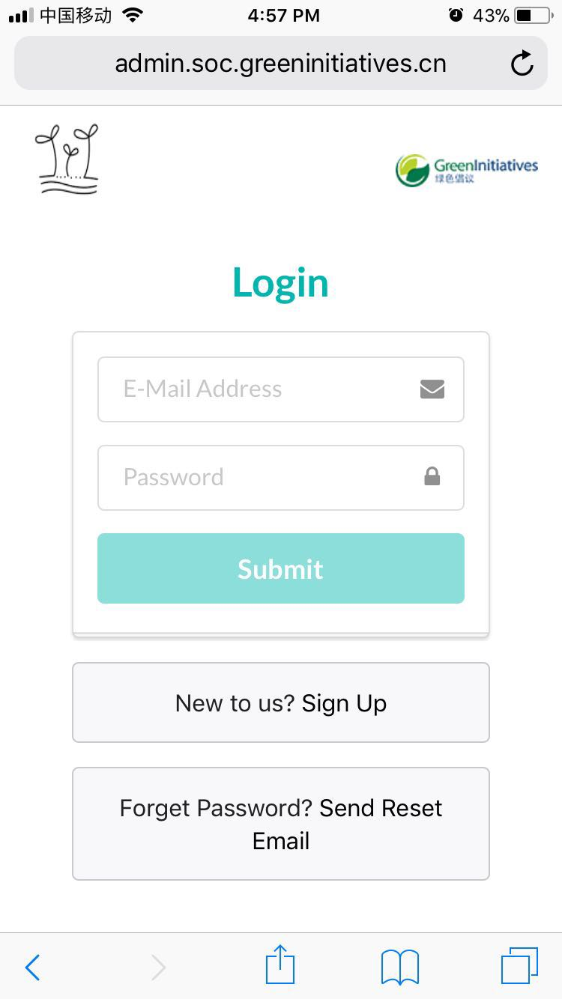 中国移动 4:57 PM 43%
admin.soc.greeninitiatives.cn
GreenInitiatives
绿色倡议
Login
E-Mail Address
Password
Submit
New to us? Sign Up
Forget Password? Send Reset
Email